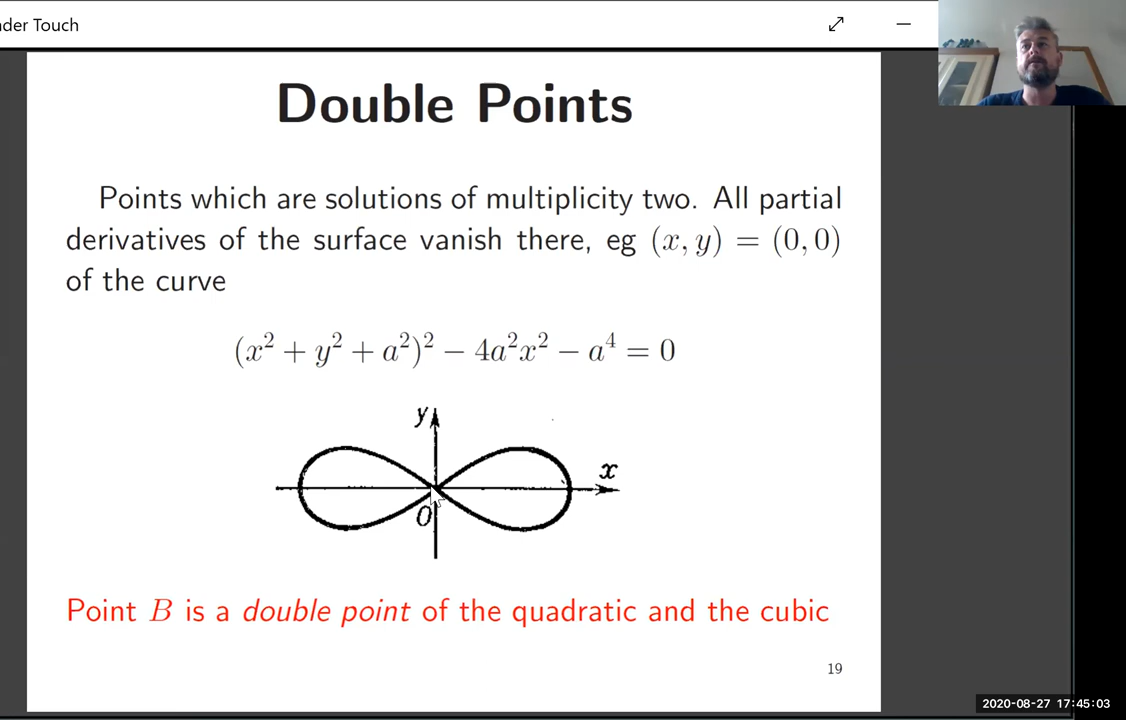 der Touch
Double Points
Points which are solutions of multiplicity two. All partial
derivatives of the surface vanish there, eg (x, y) = (0, 0)
of the curve
(x² + y² + a²)² − 4a²x² − a⁴ = 0
y
x
O
Point B is a double point of the quadratic and the cubic
19
2020-08-27 17:45:03